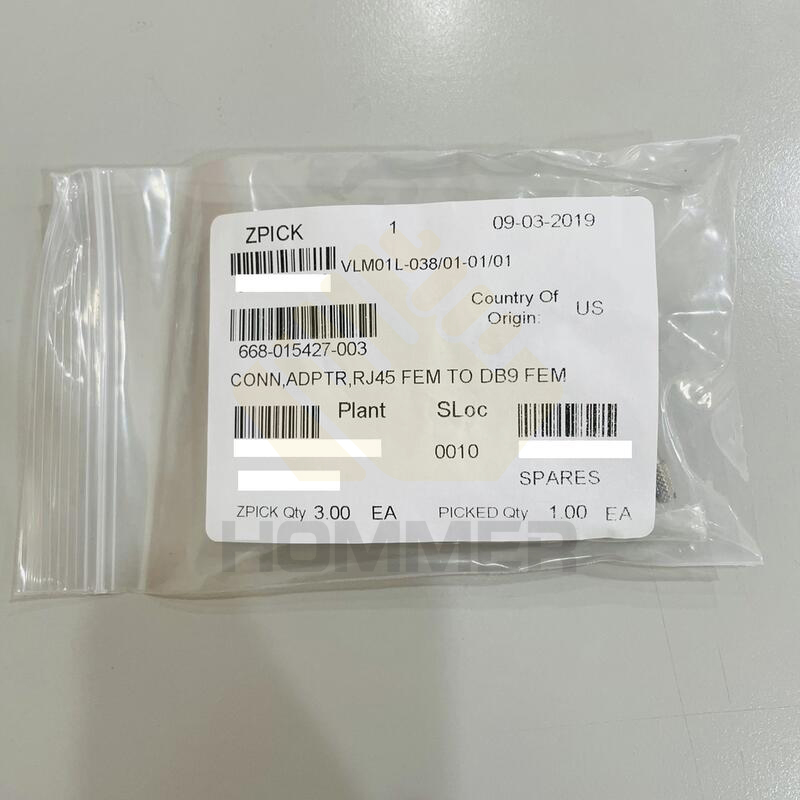 ZPICK 1 09-03-2019
VLM01L-038/01-01/01
Country Of
Origin: US
668-015427-003
CONN,ADPTR,RJ45 FEM TO DB9 FEM
Plant SLoc
0010
SPARES
ZPICK Qty 3.00 EA PICKED Qty 1.00 EA
HOMMER